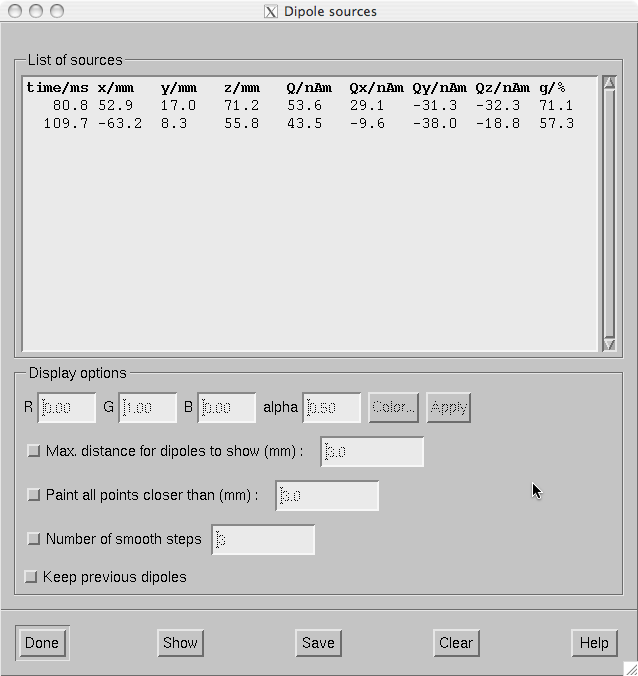 Dipole sources
List of sources
time/ms x/mm y/mm z/mm Q/nAm Qx/nAm Qy/nAm Qz/nAm g/%
80.8 52.9 17.0 71.2 53.6 29.1 -31.3 -32.3 71.1
109.7 -63.2 8.3 55.8 43.5 -9.6 -38.0 -18.8 57.3
Display options
R 0.00 G 1.00 B 0.00 alpha 0.50 Color... Apply
Max. distance for dipoles to show (mm) : 3.0
Paint all points closer than (mm) : 3.0
Number of smooth steps 3
Keep previous dipoles
Done Show Save Clear Help